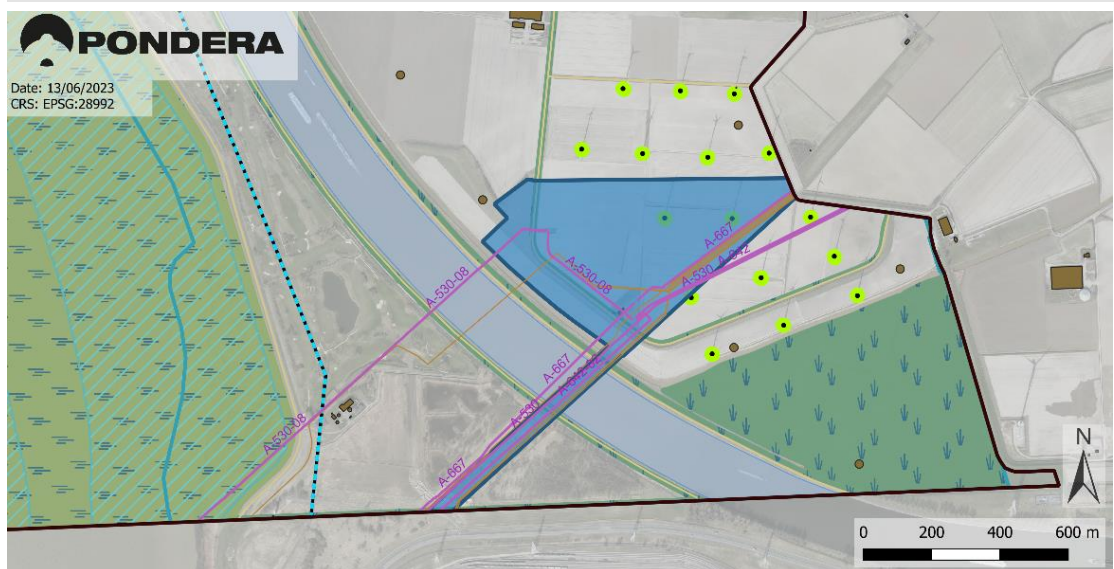 PONDERA
Date: 13/06/2023
CRS: EPSG:28992
A-667
A-530
A-530-08
A-530-08
A-667
A-530
A-530-08
A-667
N
0 200 400 600 m